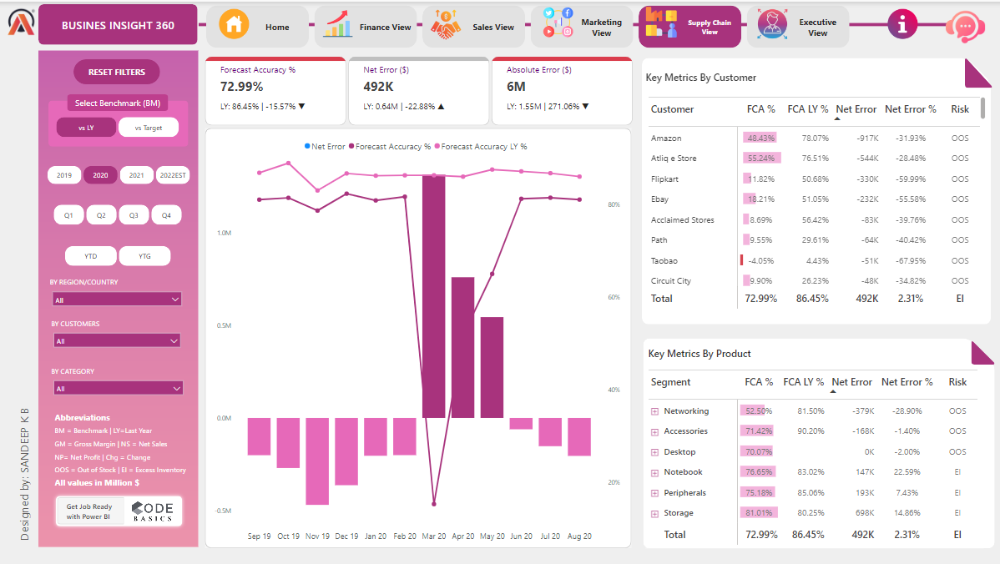 BUSINES INSIGHT 360
Home
Finance View
Sales View
Marketing
View
Supply Chain
View
Executive
View
RESET FILTERS
Select Benchmark (BM)
vs LY
vs Target
2019
2020
2021
2022EST
Q1
Q2
Q3
Q4
YTD
YTG
BY REGION/COUNTRY
All
BY CUSTOMERS
All
BY CATEGORY
All
Abbreviations
BM = Benchmark | LY=Last Year
GM = Gross Margin | NS = Net Sales
NP= Net Profit | Chg = Change
OOS = Out of Stock | EI = Excess Inventory
All values in Million $
Get Job Ready
with Power BI
CODE
BASICS
Designed by: SANDEEP K B
Forecast Accuracy %
72.99%
LY: 86.45% | -15.57% ▼
Net Error ($)
492K
LY: 0.64M | -22.88% ▲
Absolute Error ($)
6M
LY: 1.55M | 271.06% ▼
Net Error Forecast Accuracy % Forecast Accuracy LY %
1.0M
0.5M
0.0M
-0.5M
80%
60%
40%
20%
Sep 19 Oct 19 Nov 19 Dec 19 Jan 20 Feb 20 Mar 20 Apr 20 May 20 Jun 20 Jul 20 Aug 20
Key Metrics By Customer
Customer FCA % FCA LY % Net Error Net Error % Risk
Amazon 48.43% 78.07% -917K -31.93% OOS
Atliq e Store 55.24% 76.51% -544K -28.48% OOS
Flipkart 11.82% 50.68% -330K -59.99% OOS
Ebay 18.21% 51.05% -232K -55.58% OOS
Acclaimed Stores 8.69% 56.42% -83K -39.76% OOS
Path 9.55% 29.61% -64K -40.42% OOS
Taobao -4.05% 4.43% -51K -67.95% OOS
Circuit City 9.90% 26.23% -48K -34.82% OOS
Total 72.99% 86.45% 492K 2.31% EI
Key Metrics By Product
Segment FCA % FCA LY % Net Error Net Error % Risk
Networking 52.50% 81.50% -379K -28.90% OOS
Accessories 71.42% 90.20% -168K -1.40% OOS
Desktop 70.07% 0K -2.00% OOS
Notebook 76.65% 83.02% 147K 22.59% EI
Peripherals 75.18% 85.06% 193K 7.43% EI
Storage 81.01% 80.25% 698K 14.86% EI
Total 72.99% 86.45% 492K 2.31% EI